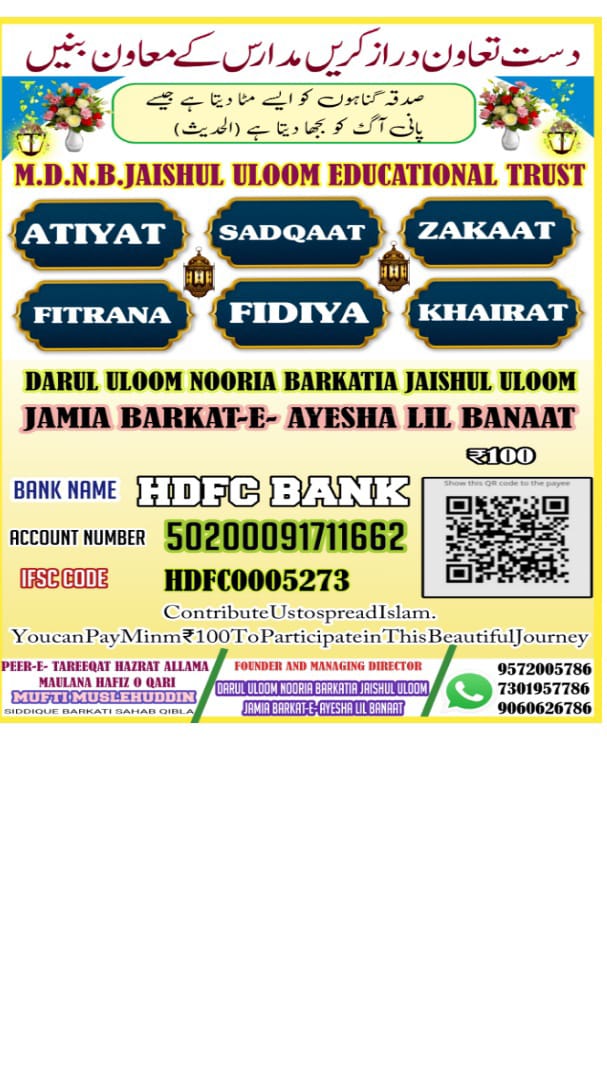 دست تعاون دراز کریں مدارس کے معاون بنیں
صدقہ گناہوں کو ایسے مٹا دیتا ہے جیسے
پانی آگ کو بجھا دیتا ہے (الحدیث)
M.D.N.B.JAISHUL ULOOM EDUCATIONAL TRUST
ATIYAT SADQAAT ZAKAAT
FITRANA FIDIYA KHAIRAT
DARUL ULOOM NOORIA BARKATIA JAISHUL ULOOM
JAMIA BARKAT-E- AYESHA LIL BANAAT
₹100
Show this QR code to the payee
BANK NAME HDFC BANK
ACCOUNT NUMBER 50200091711662
IFSC CODE HDFC0005273
ContributeUstospreadIslam.
YoucanPayMinm₹100ToParticipateinThisBeautifulJourney
PEER-E- TAREEQAT HAZRAT ALLAMA
MAULANA HAFIZ O QARI
MUFTI MUSLEHUDDIN
SIDDIQUE BARKATI SAHAB QIBLA
FOUNDER AND MANAGING DIRECTOR
DARUL ULOOM NOORIA BARKATIA JAISHUL ULOOM
JAMIA BARKAT-E- AYESHA LIL BANAAT
9572005786
7301957786
9060626786